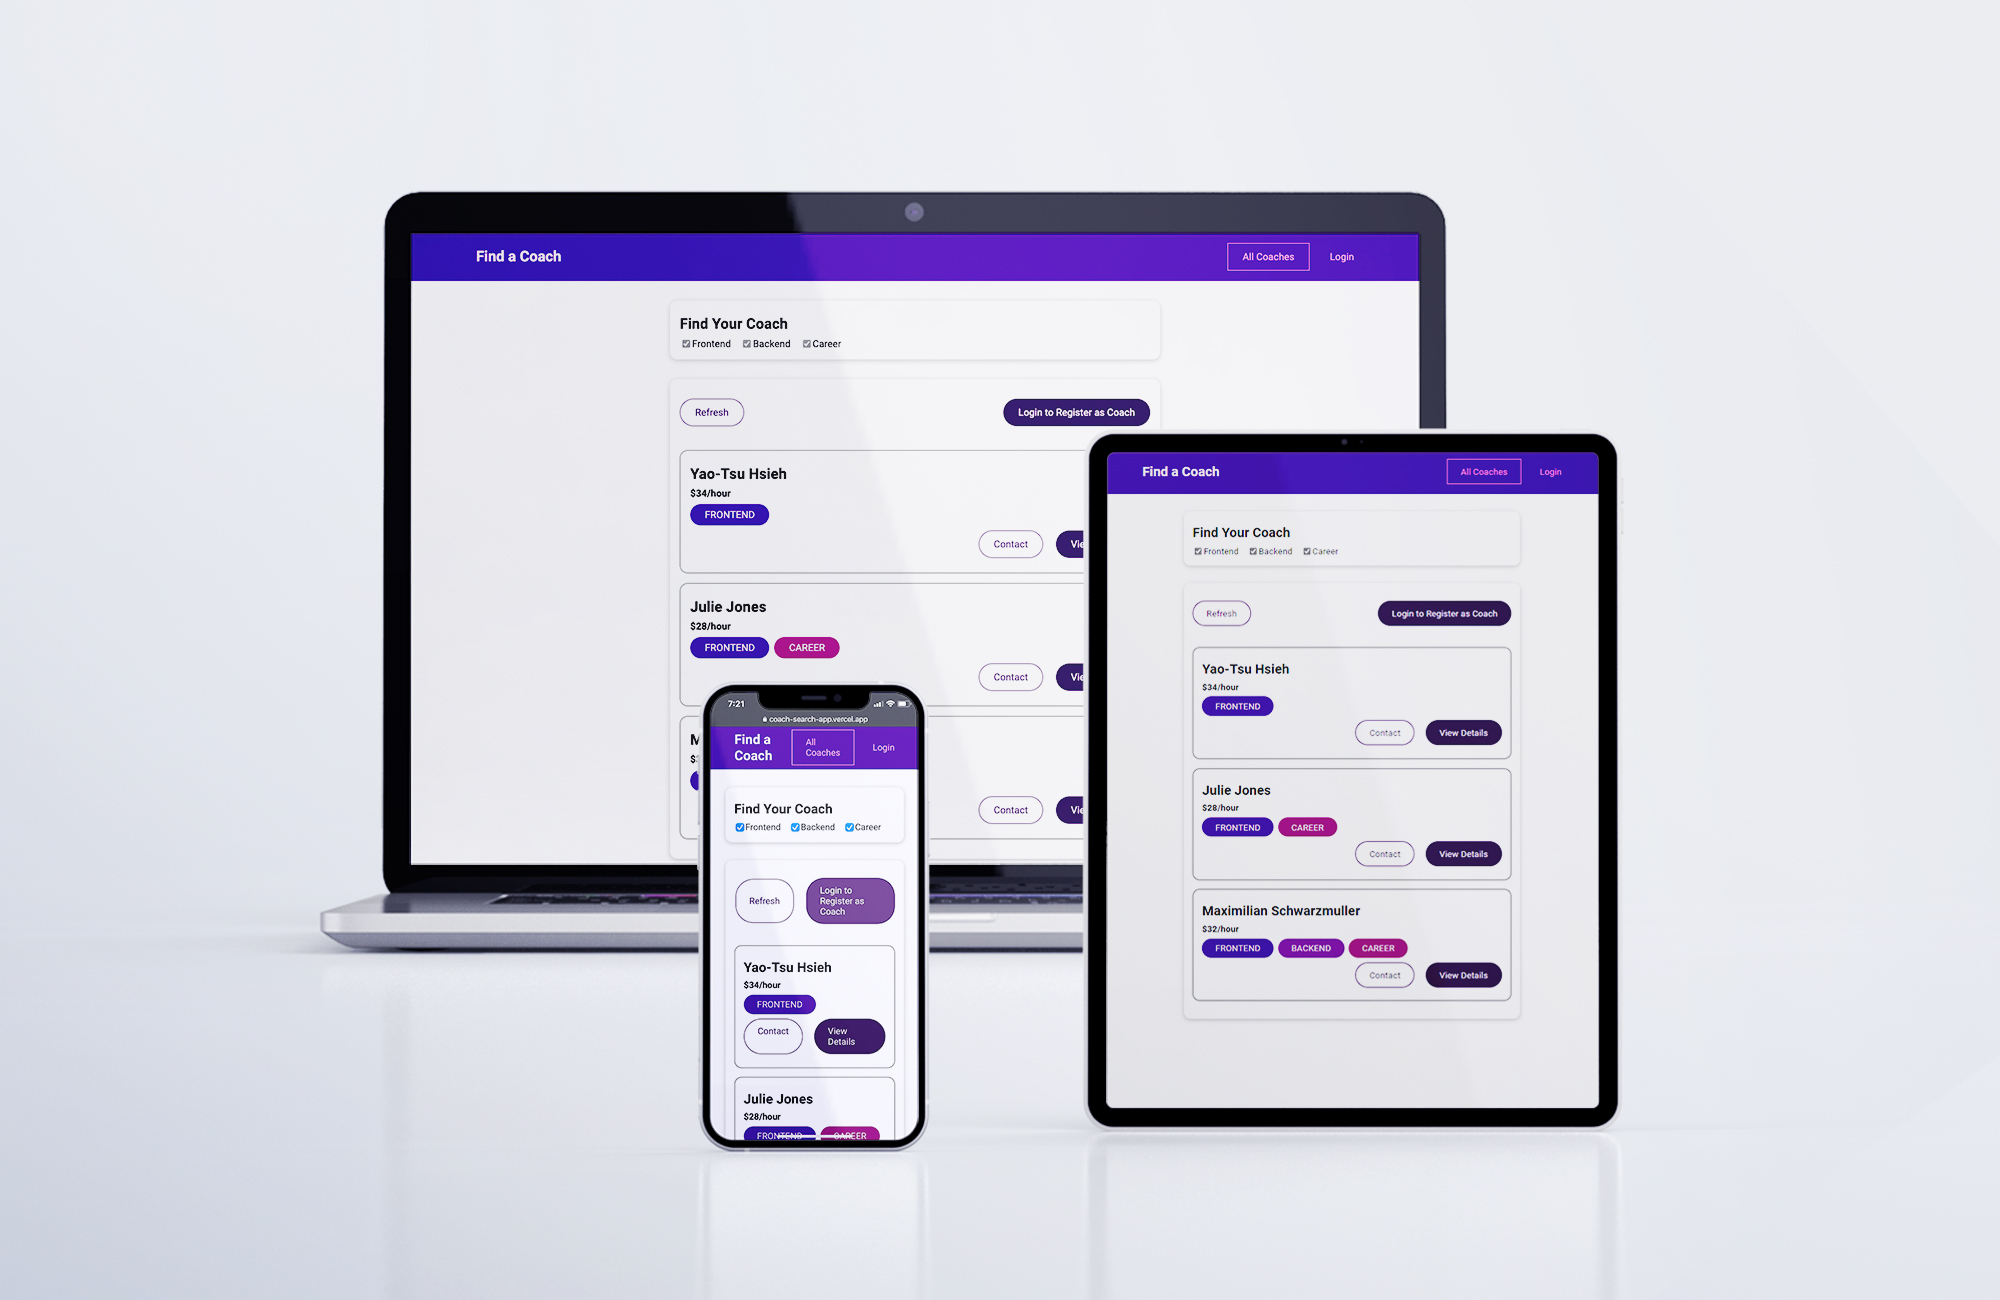 Find a Coach
All Coaches
Login
Find Your Coach
Frontend Backend Career
Refresh
Login to Register as Coach
Yao-Tsu Hsieh
$34/hour
FRONTEND
Contact
Vie
Julie Jones
$28/hour
FRONTEND CAREER
Contact
Vie
M
$3
Contact
Vie
7:21
coach-search-app.vercel.app
Find a
Coach
All
Coaches
Login
Find Your Coach
Frontend Backend Career
Refresh
Login to
Register as
Coach
Yao-Tsu Hsieh
$34/hour
FRONTEND
Contact
View
Details
Julie Jones
$28/hour
FRONTEND CAREER
Find a Coach
All Coaches
Login
Find Your Coach
Frontend Backend Career
Refresh
Login to Register as Coach
Yao-Tsu Hsieh
$34/hour
FRONTEND
Contact
View Details
Julie Jones
$28/hour
FRONTEND CAREER
Contact
View Details
Maximilian Schwarzmuller
$32/hour
FRONTEND BACKEND CAREER
Contact
View Details